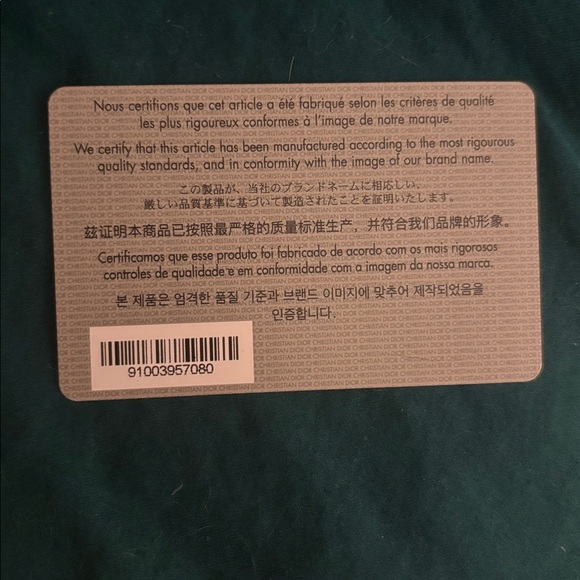 Nous certifions que cet article a été fabriqué selon les critères de qualité
les plus rigoureux conformes à l'image de notre marque.
We certify that this article has been manufactured according to the most rigourous
quality standards, and in conformity with the image of our brand name.
この製品が、当社のブランドネームに相応しい、
厳しい品質基準に基づいて製造されたことを証明いたします。
兹证明本商品已按照最严格的质量标准生产，并符合我们品牌的形象。
Certificamos que esse produto foi fabricado de acordo com os mais rigorosos
controles de qualidade e em conformidade com a imagem da nossa marca.
본 제품은 엄격한 품질 기준과 브랜드 이미지에 맞추어 제작되었음을
인증합니다.
91003957080
CHRISTIAN DIOR